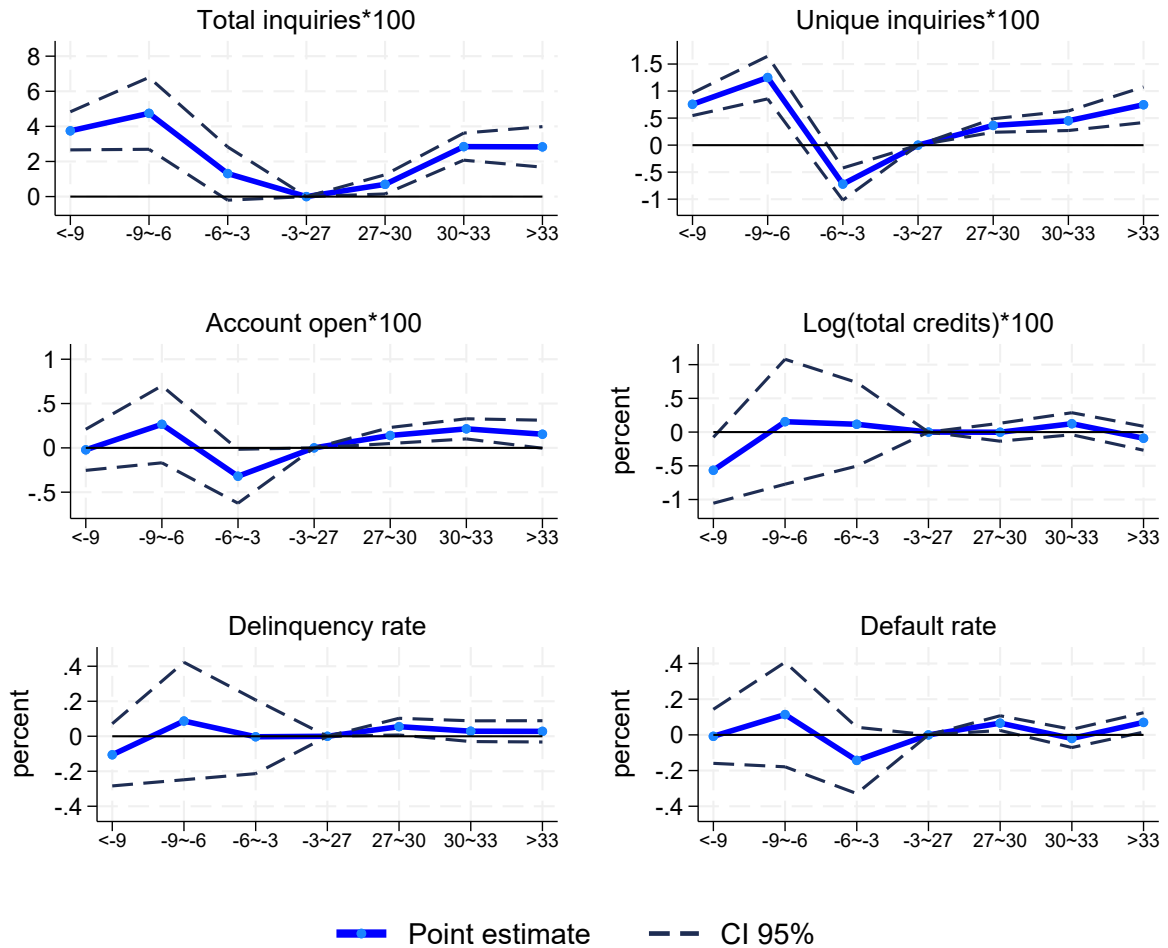 Total inquiries*100
8
6
4
2
0
<-9 -9~-6 -6~-3 -3~27 27~30 30~33 >33
Unique inquiries*100
1.5
1
.5
0
-.5
-1
<-9 -9~-6 -6~-3 -3~27 27~30 30~33 >33
Account open*100
1
.5
0
-.5
<-9 -9~-6 -6~-3 -3~27 27~30 30~33 >33
Log(total credits)*100
percent
1
.5
0
-.5
-1
<-9 -9~-6 -6~-3 -3~27 27~30 30~33 >33
Delinquency rate
percent
.4
.2
0
-.2
-.4
<-9 -9~-6 -6~-3 -3~27 27~30 30~33 >33
Default rate
percent
.4
.2
0
-.2
-.4
<-9 -9~-6 -6~-3 -3~27 27~30 30~33 >33
Point estimate CI 95%